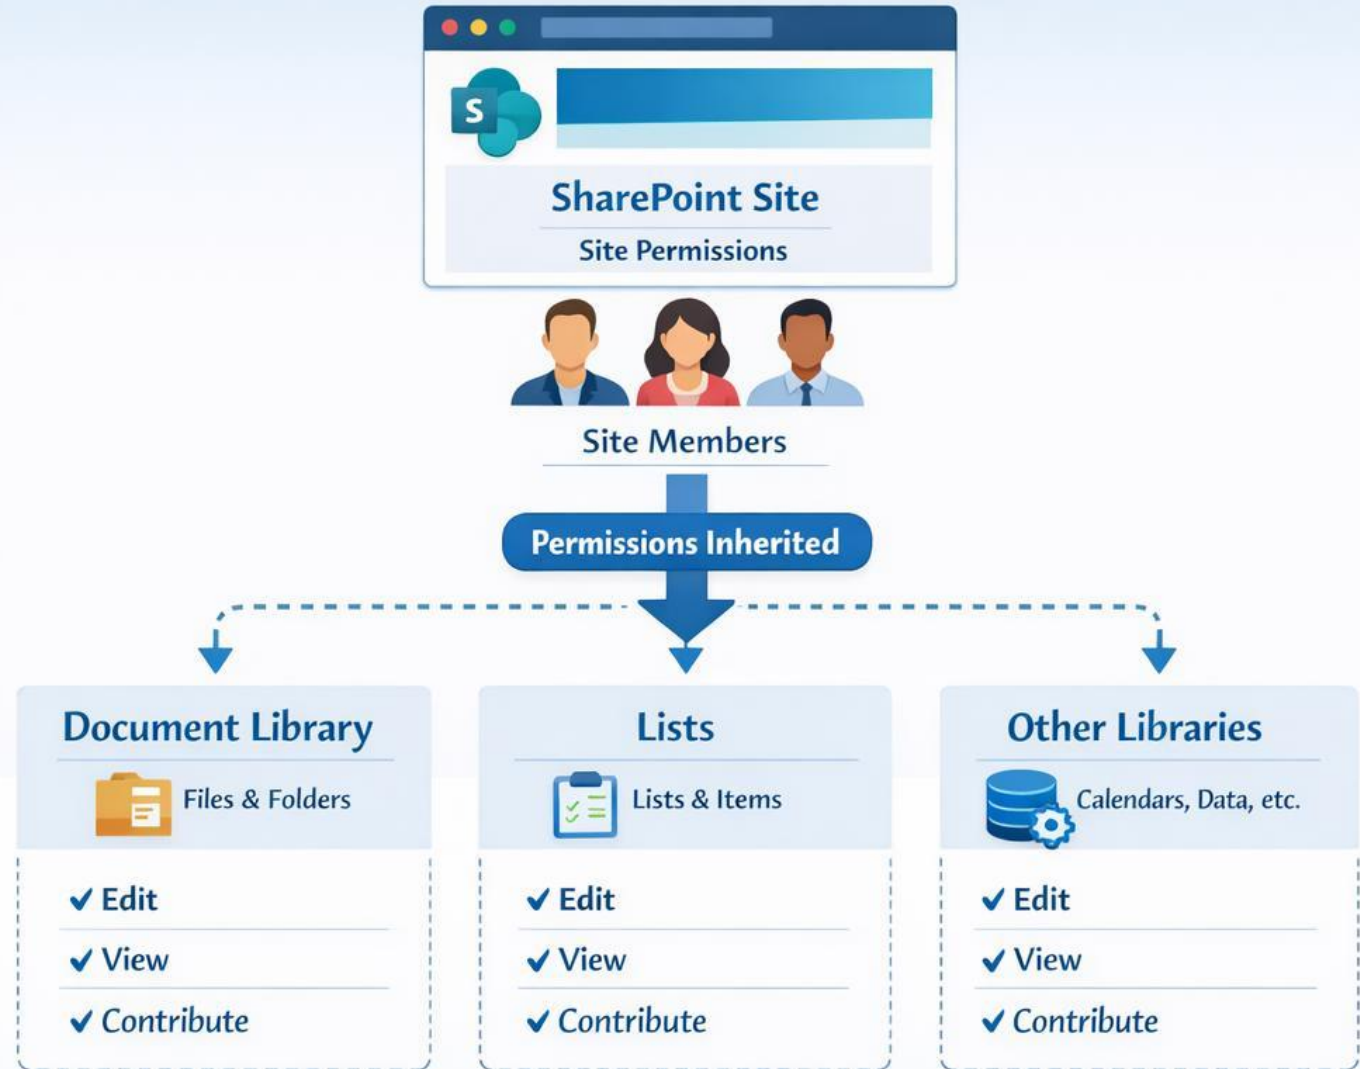 S
SharePoint Site
Site Permissions
Site Members
Permissions Inherited
Document Library
Files & Folders
✔ Edit
✔ View
✔ Contribute
Lists
Lists & Items
✔ Edit
✔ View
✔ Contribute
Other Libraries
Calendars, Data, etc.
✔ Edit
✔ View
✔ Contribute